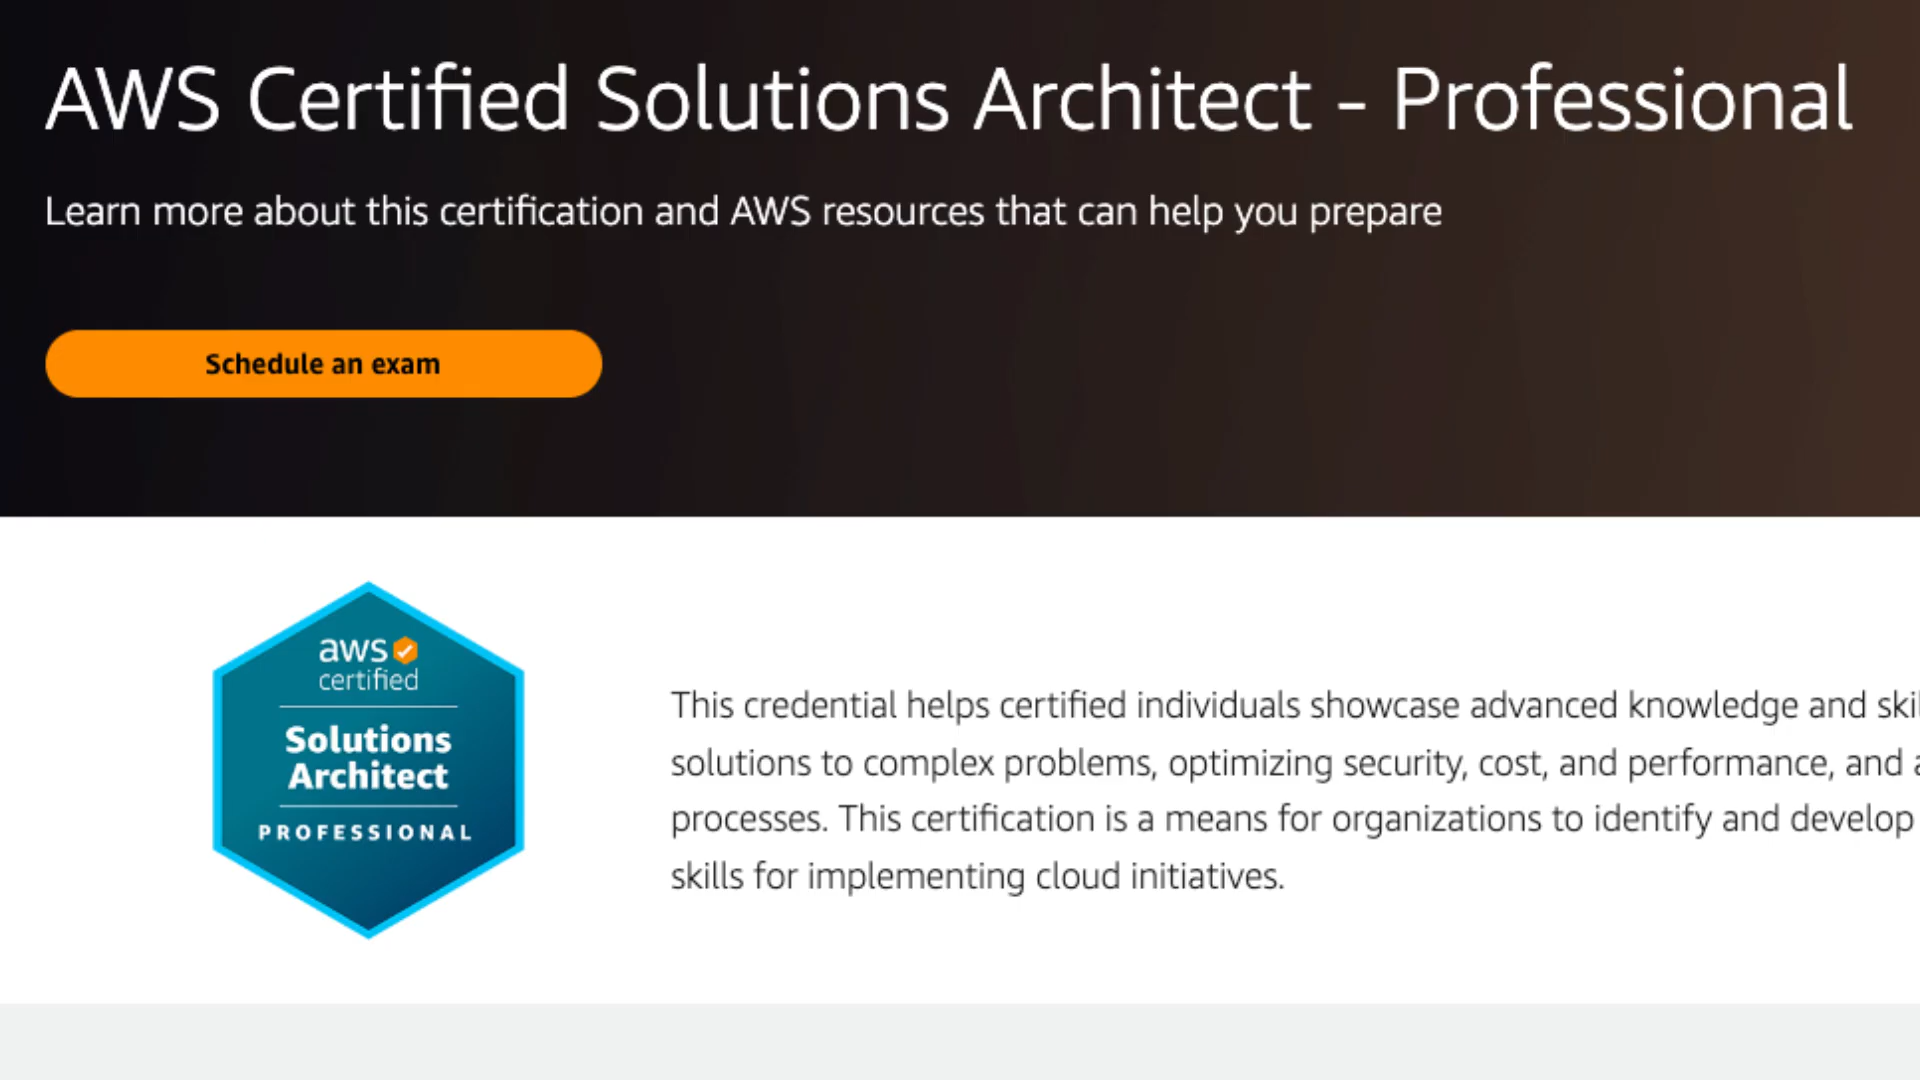 AWS Certified Solutions Architect - Professional
Learn more about this certification and AWS resources that can help you prepare
Schedule an exam
aws
certified
Solutions
Architect
PROFESSIONAL
This credential helps certified individuals showcase advanced knowledge and
solutions to complex problems, optimizing security, cost, and performance, and
processes. This certification is a means for organizations to identify and develop
skills for implementing cloud initiatives.